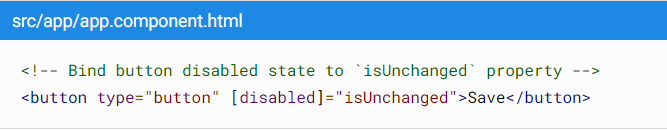 src/app/app.component.html
<!-- Bind button disabled state to `isUnchanged` property -->
<button type="button" [disabled]="isUnchanged">Save</button>